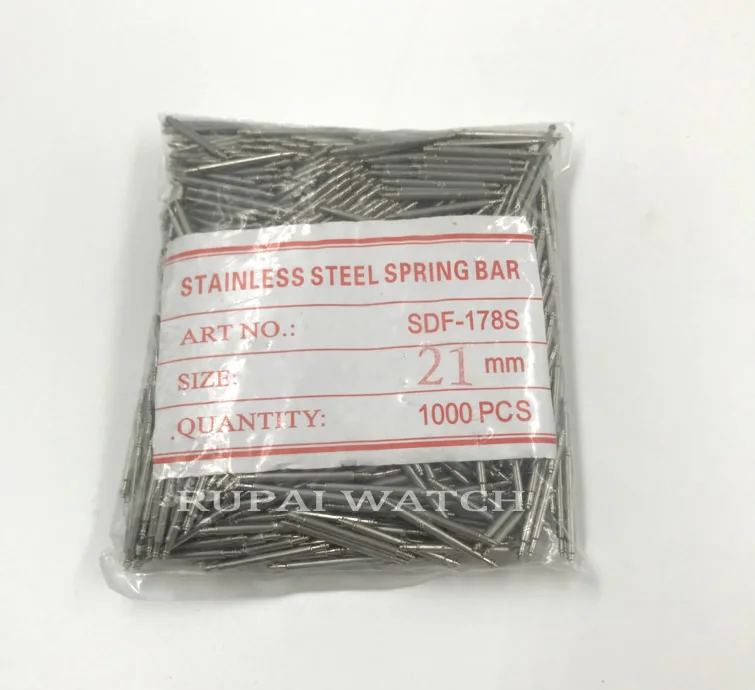 STAINLESS STEEL SPRING BAR
ART NO.: SDF-178S
SIZE: 21 mm
.QUANTITY: 1000 PCS
RUPAI WATCH